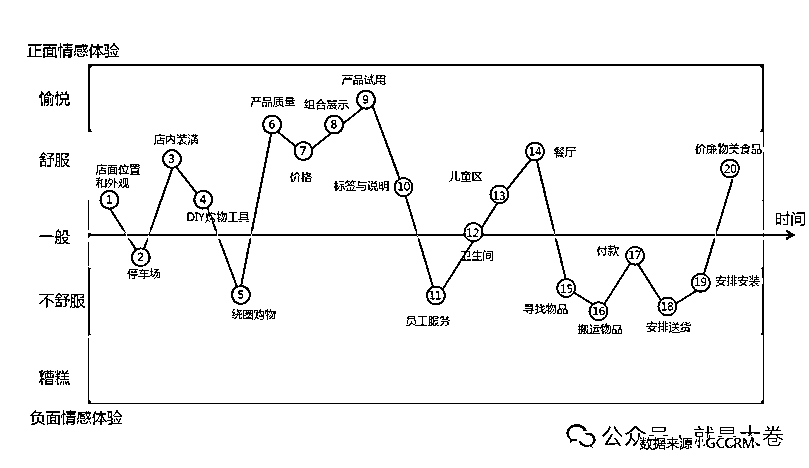 正面情感体验
愉悦
舒服
一般
不舒服
糟糕
负面情感体验
时间
店面位置
和外观
1
停车场
2
店内装潢
3
DIY购物工具
4
绕圈购物
5
产品质量
6
价格
7
组合展示
8
产品试用
9
标签与说明
10
员工服务
11
卫生间
12
儿童区
13
餐厅
14
寻找物品
15
搬运物品
16
付款
17
安排送货
18
安排安装
19
价廉物美食品
20
公众号·就是大卷
数据来源：GCCRM